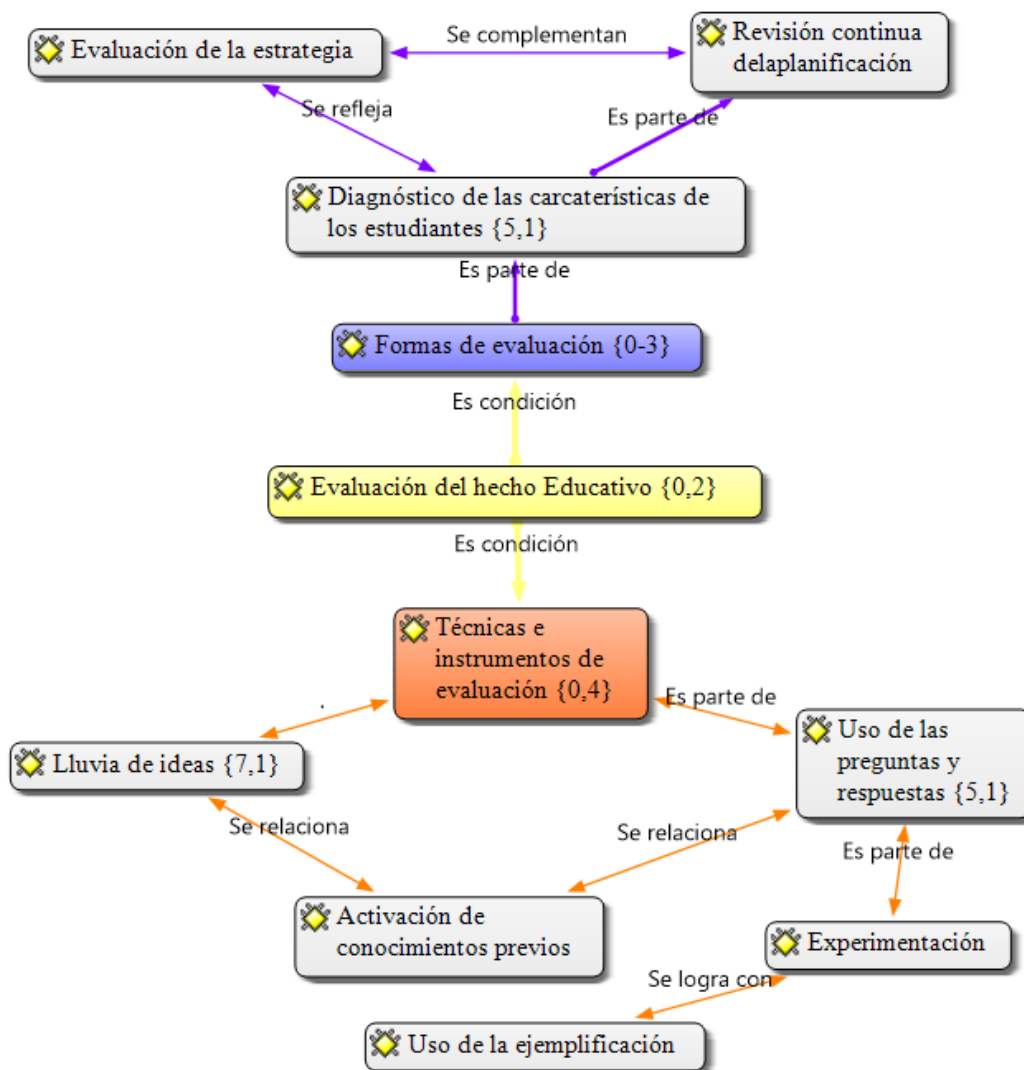 Evaluación de la estrategia
Se complementan
Revisión continua
delaplanificación
Se refleja
Es parte de
Diagnóstico de las carcaterísticas de
los estudiantes {5,1}
Es parte de
Formas de evaluación {0-3}
Es condición
Evaluación del hecho Educativo {0,2}
Es condición
Técnicas e
instrumentos de
evaluación {0,4}
.
Es parte de
Lluvia de ideas {7,1}
Uso de las
preguntas y
respuestas {5,1}
Se relaciona
Se relaciona
Es parte de
Activación de
conocimientos previos
Experimentación
Se logra con
Uso de la ejemplificación